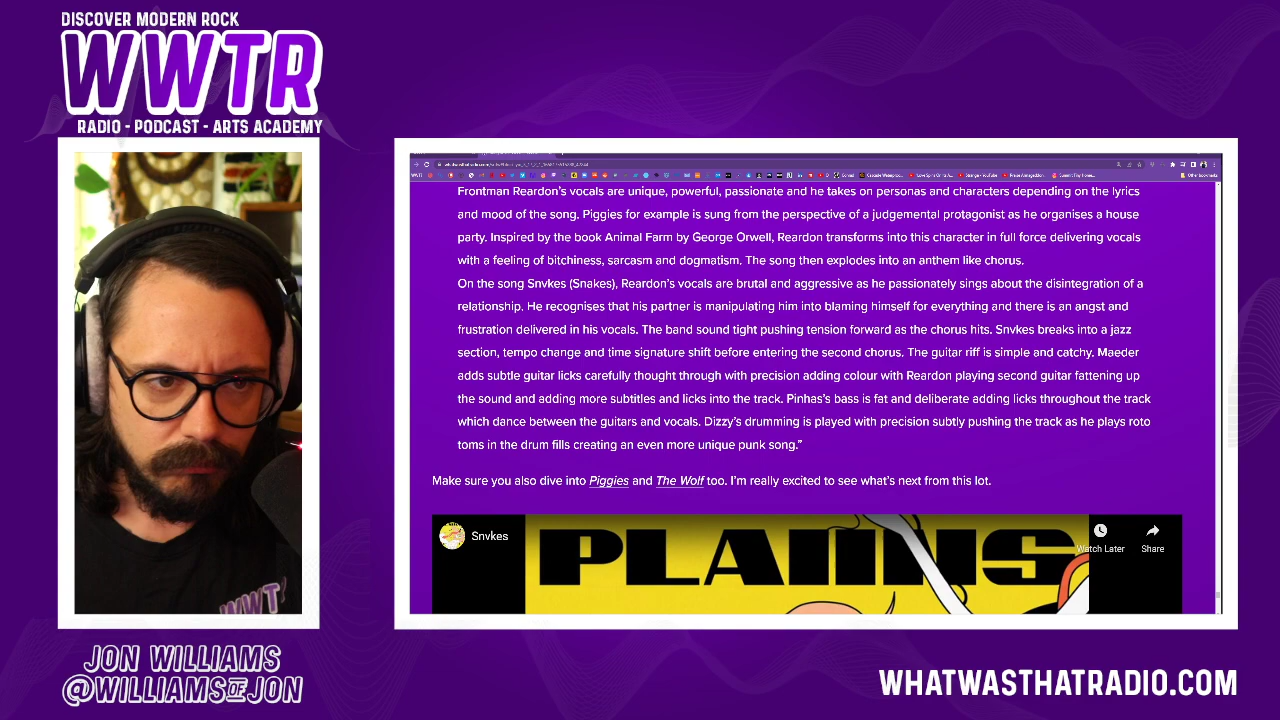 DISCOVER MODERN ROCK
WWTR
RADIO - PODCAST - ARTS ACADEMY
Frontman Reardon's vocals are unique, powerful, passionate and he takes on personas and characters depending on the lyrics
and mood of the song. Piggies for example is sung from the perspective of a judgemental protagonist as he organises a house
party. Inspired by the book Animal Farm by George Orwell, Reardon transforms into this character in full force delivering vocals
with a feeling of bitchiness, sarcasm and dogmatism. The song then explodes into an anthem like chorus.
On the song Snvkes (Snakes), Reardon's vocals are brutal and aggressive as he passionately sings about the disintegration of a
relationship. He recognises that his partner is manipulating him into blaming himself for everything and there is an angst and
frustration delivered in his vocals. The band sound tight pushing tension forward as the chorus hits. Snvkes breaks into a jazz
section, tempo change and time signature shift before entering the second chorus. The guitar riff is simple and catchy. Maeder
adds subtle guitar licks carefully thought through with precision adding colour with Reardon playing second guitar fattening up
the sound and adding more subtitles and licks into the track. Pinhas's bass is fat and deliberate adding licks throughout the track
which dance between the guitars and vocals. Dizzy's drumming is played with precision subtly pushing the track as he plays roto
toms in the drum fills creating an even more unique punk song."
Make sure you also dive into Piggies and The Wolf too. I'm really excited to see what's next from this lot.
Snvkes
Watch Later
Share
PLAINS
WWT
JON WILLIAMS
@WILLIAMSOFJON
WHATWASTHATRADIO.COM